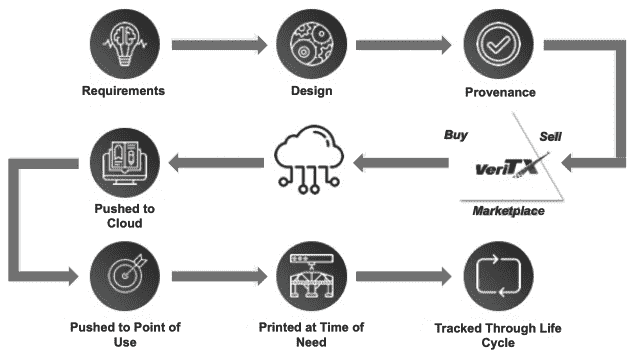 Requirements
Design
Provenance
Buy
Sell
VeriTX
Marketplace
Pushed to
Cloud
Pushed to Point of
Use
Printed at Time of
Need
Tracked Through Life
Cycle